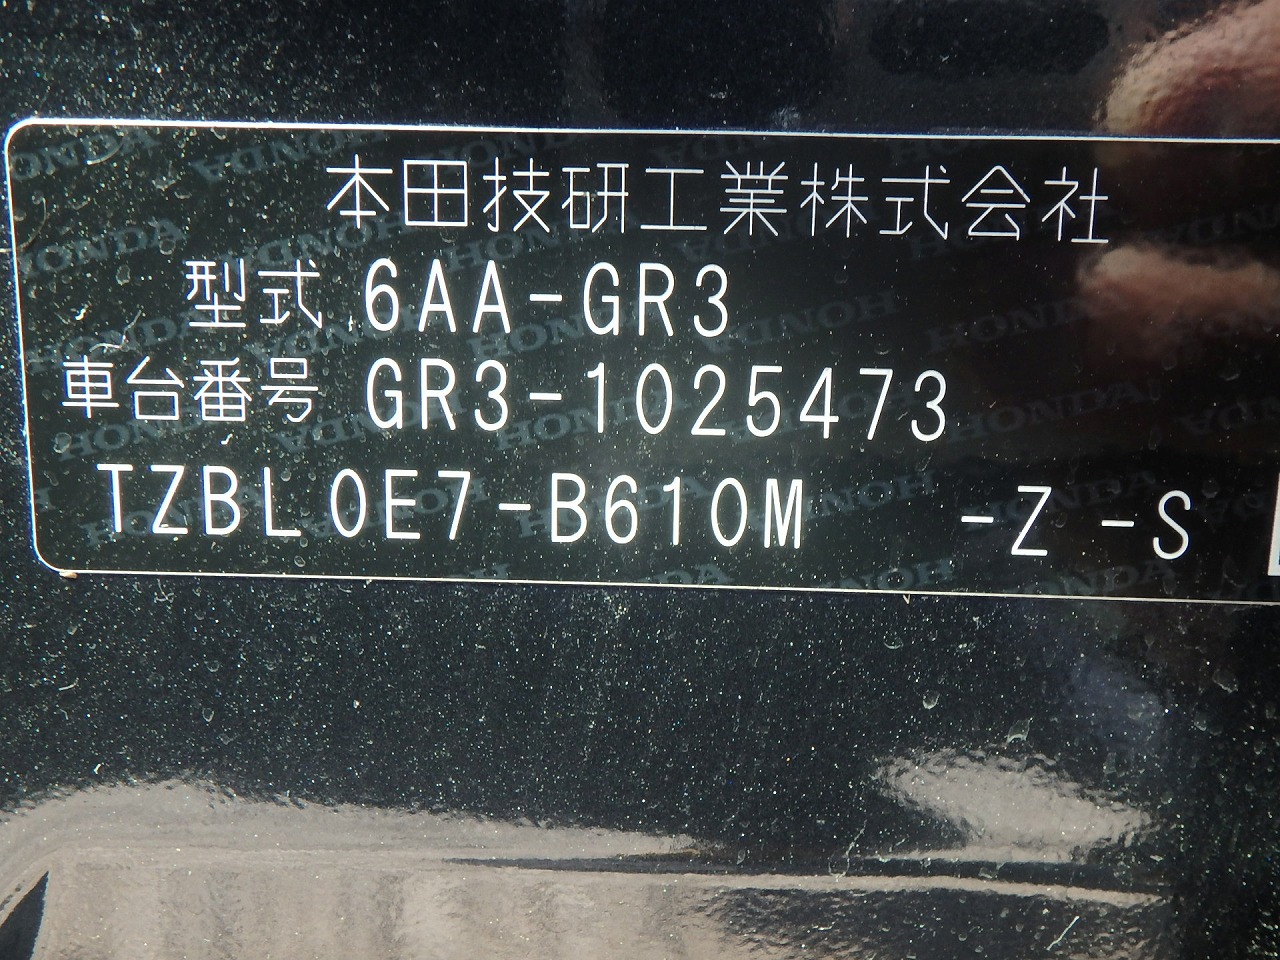 本田技研工業株式会社
型式 6AA-GR3
車台番号 GR3-1025473
TZBL0E7-B610M -Z -S